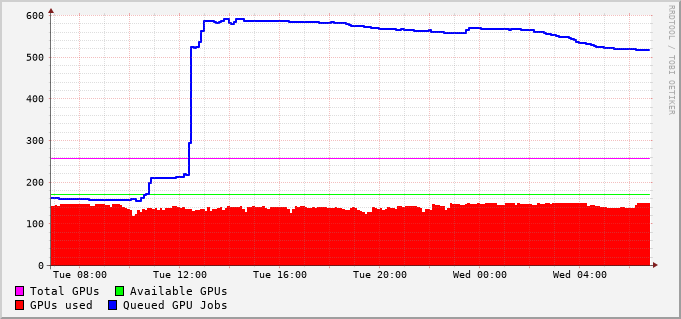 600
500
400
300
200
100
0
Tue 08:00 Tue 12:00 Tue 16:00 Tue 20:00 Wed 00:00 Wed 04:00
Total GPUs Available GPUs
GPUs used Queued GPU Jobs
RRDTOOL / TOBI OETIKER